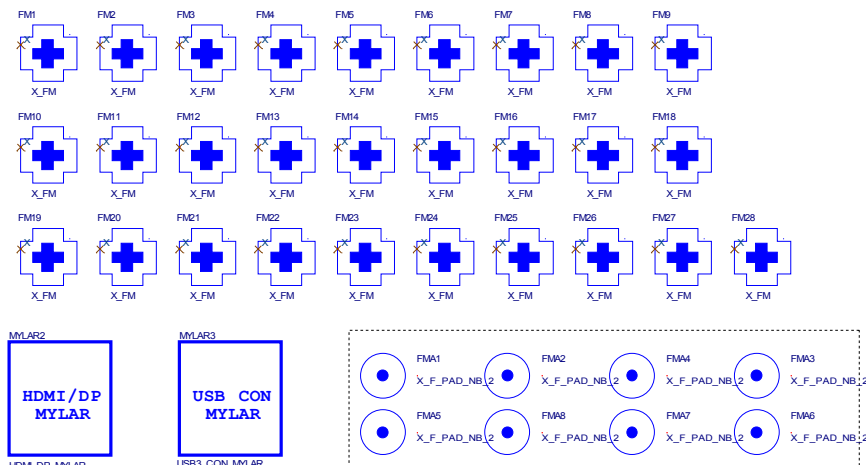 FM1 FM2 FM3 FM4 FM5 FM6 FM7 FM8 FM9
X X X X X X X X X
X_FM X_FM X_FM X_FM X_FM X_FM X_FM X_FM X_FM
FM10 FM11 FM12 FM13 FM14 FM15 FM16 FM17 FM18
X X X X X X X X X
X_FM X_FM X_FM X_FM X_FM X_FM X_FM X_FM X_FM
FM19 FM20 FM21 FM22 FM23 FM24 FM25 FM26 FM27 FM28
X X X X X X X X X X
X_FM X_FM X_FM X_FM X_FM X_FM X_FM X_FM X_FM X_FM
MYLAR2
HDMI/DP
MYLAR
HDMI_DP_MYLAR
MYLAR3
USB CON
MYLAR
USB3_CON_MYLAR
FMA1 FMA2 FMA4 FMA3
X_F_PAD_NB_2 X_F_PAD_NB_2 X_F_PAD_NB_2 X_F_PAD_NB_2
FMA5 FMA8 FMA7 FMA6
X_F_PAD_NB_2 X_F_PAD_NB_2 X_F_PAD_NB_2 X_F_PAD_NB_2